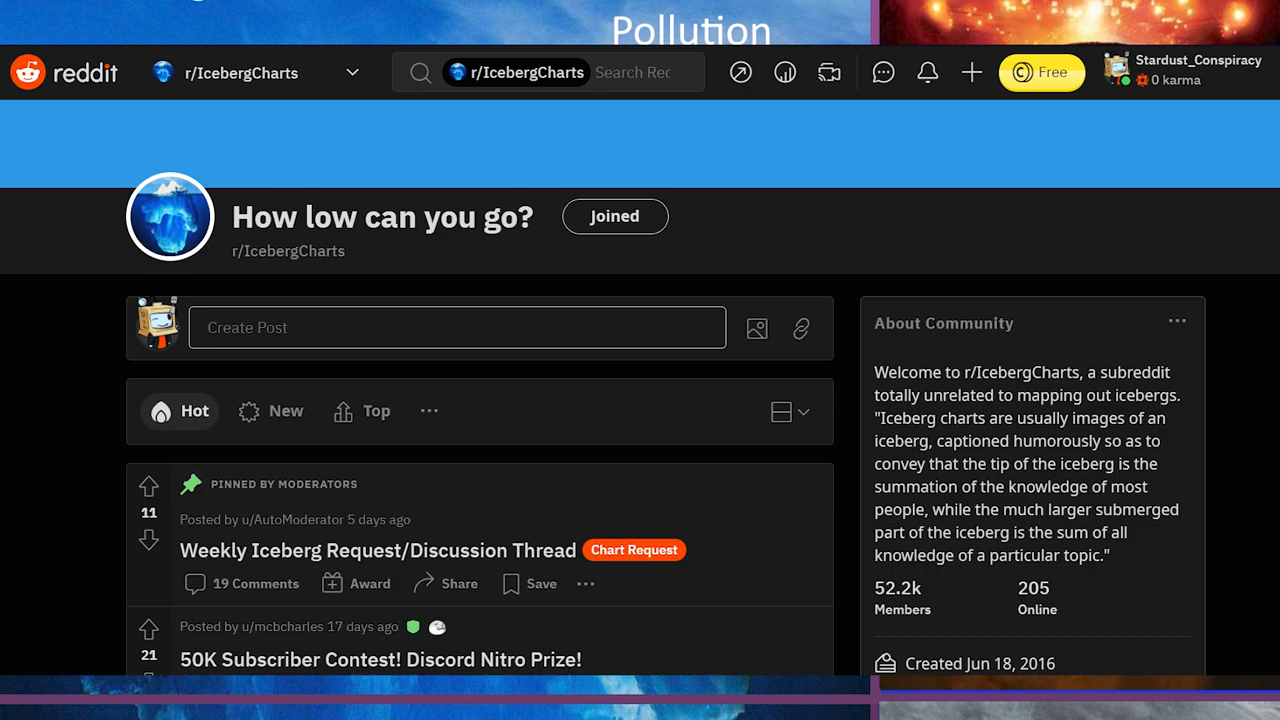 Pollution
reddit
r/IcebergCharts
r/IcebergCharts Search Rec
Free
Stardust_Conspiracy
0 karma
How low can you go?
Joined
r/IcebergCharts
Create Post
Hot
New
Top
PINNED BY MODERATORS
11
Posted by u/AutoModerator 5 days ago
Weekly Iceberg Request/Discussion Thread Chart Request
19 Comments
Award
Share
Save
Posted by u/mcbcharles 17 days ago
21
50K Subscriber Contest! Discord Nitro Prize!
About Community
Welcome to r/IcebergCharts, a subreddit
totally unrelated to mapping out icebergs.
"Iceberg charts are usually images of an
iceberg, captioned humorously so as to
convey that the tip of the iceberg is the
summation of the knowledge of most
people, while the much larger submerged
part of the iceberg is the sum of all
knowledge of a particular topic."
52.2k
Members
205
Online
Created Jun 18, 2016